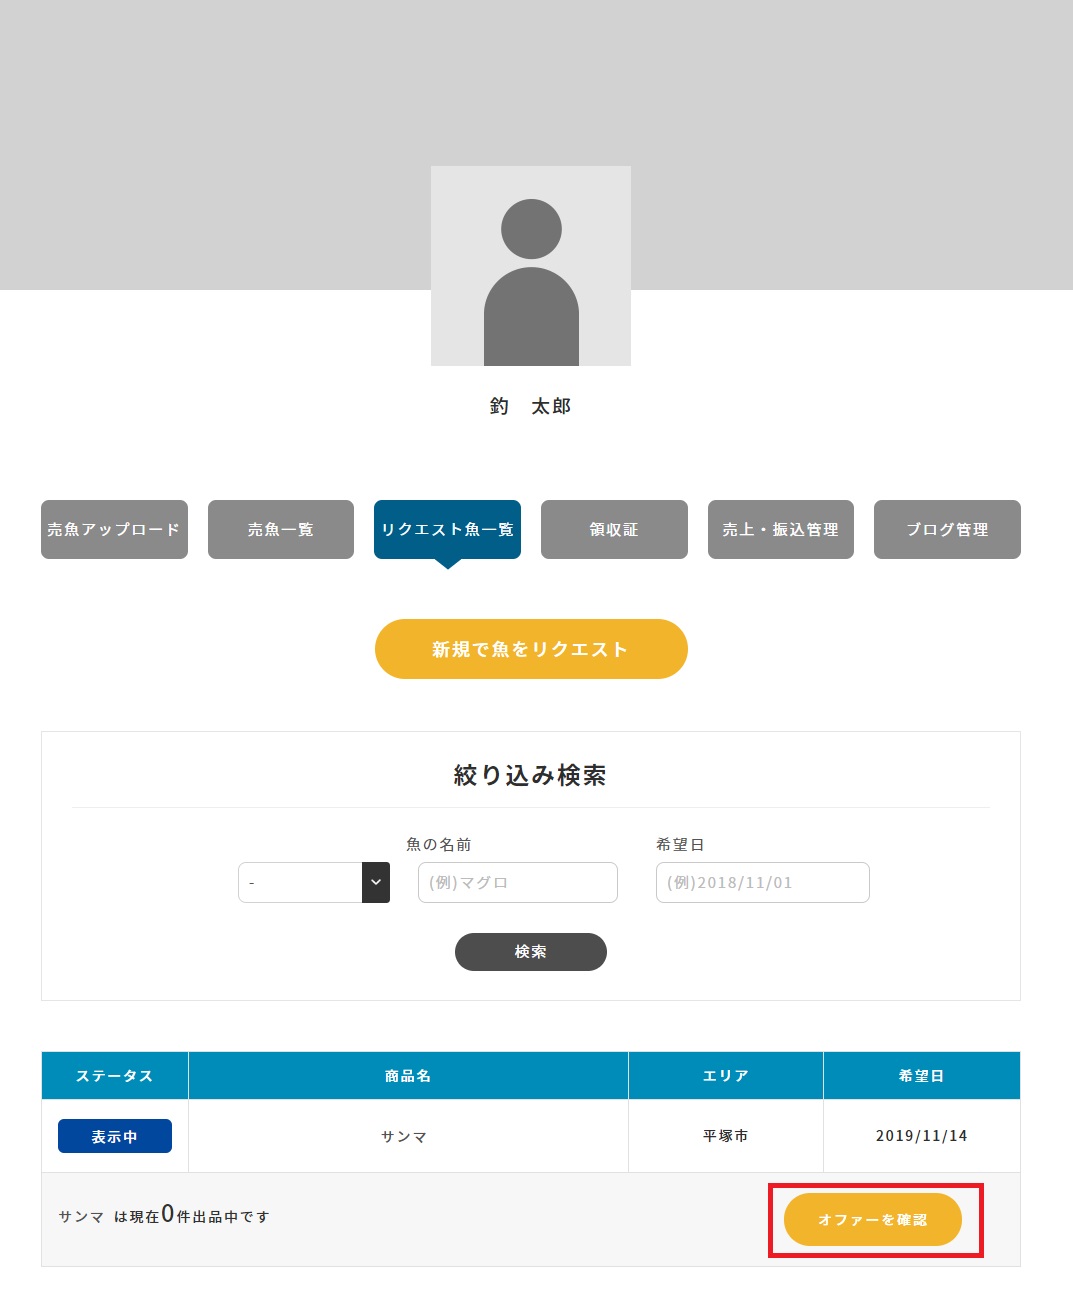 釣　太郎
売魚アップロード
売魚一覧
リクエスト魚一覧
領収証
売上・振込管理
ブログ管理
新規で魚をリクエスト
絞り込み検索
魚の名前 希望日
- (例)マグロ (例)2018/11/01
検索
ステータス 商品名 エリア 希望日
表示中 サンマ 平塚市 2019/11/14
サンマ は現在0件出品中です オファーを確認